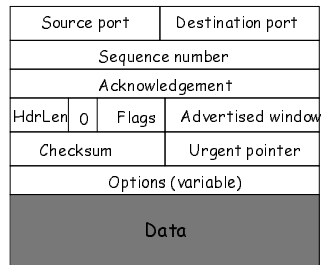 Source port Destination port
Sequence number
Acknowledgement
HdrLen 0 Flags Advertised window
Checksum Urgent pointer
Options (variable)
Data